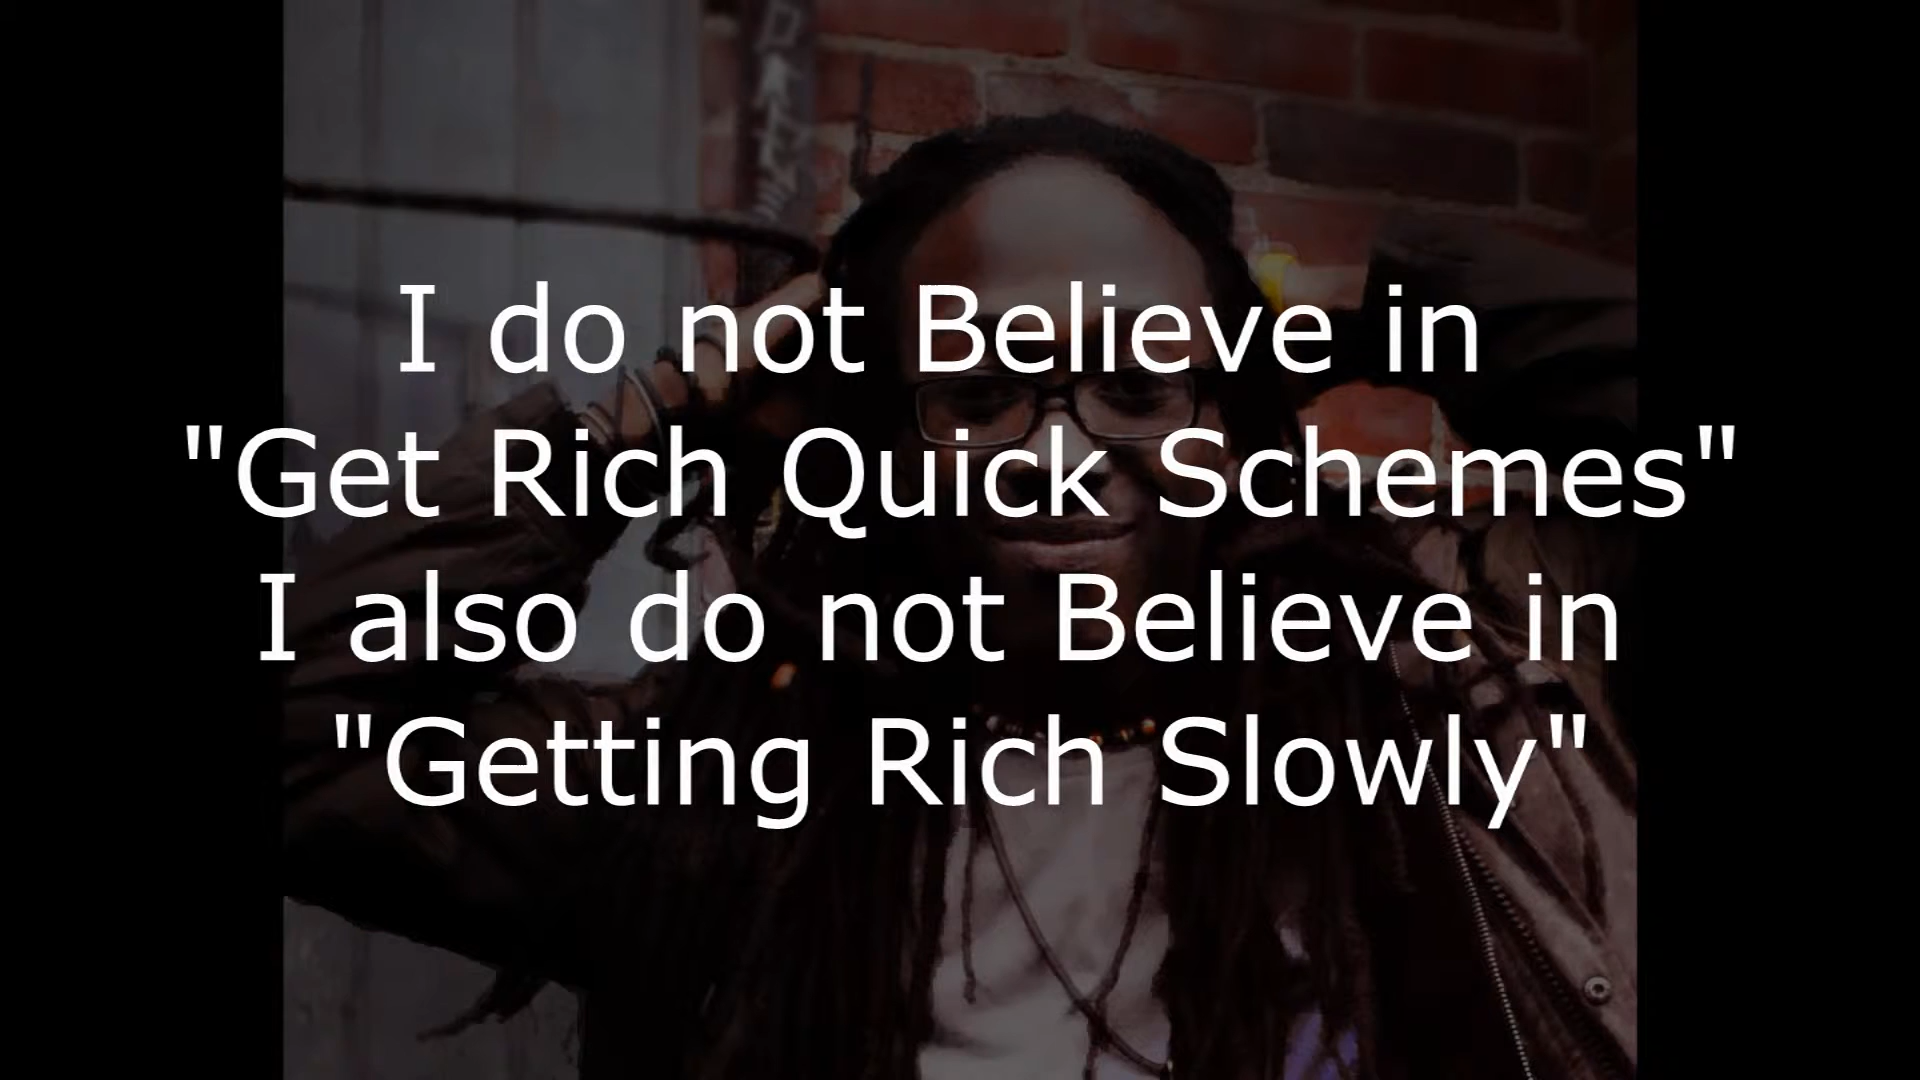 I do not Believe in
"Get Rich Quick Schemes"
I also do not Believe in
"Getting Rich Slowly"